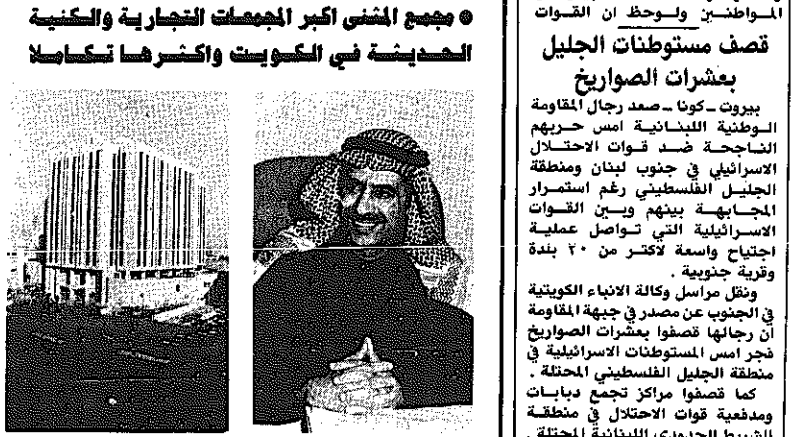 مجمع المثنى اكبر المجمعات التجارية والسكنية
الحديثة في الكويت واكثرها تكاملا
المواطنين ولوحظ ان القوات
قصف مستوطنات الجليل
بعشرات الصواريخ
بيروت - كونا - صعد رجال المقاومة
الوطنية اللبنانية امس حربهم
الناجحة ضد قوات الاحتلال
الاسرائيلي في جنوب لبنان ومنطقة
الجليل الفلسطيني رغم استمرار
المجابهة بينهم وبين القوات
الاسرائيلية التي تواصل عملية
اجتياح واسعة لاكثر من ٢٠ بلدة
وقرية جنوبية .
ونقل مراسل وكالة الانباء الكويتية
في الجنوب عن مصدر في جبهة المقاومة
ان رجالها قصفوا بعشرات الصواريخ
فجر امس المستوطنات الاسرائيلية في
منطقة الجليل الفلسطيني المحتلة .
كما قصفوا مراكز تجمع دبابات
ومدفعية قوات الاحتلال في منطقة
الشريط الحدودي اللبنانية المحتلة .